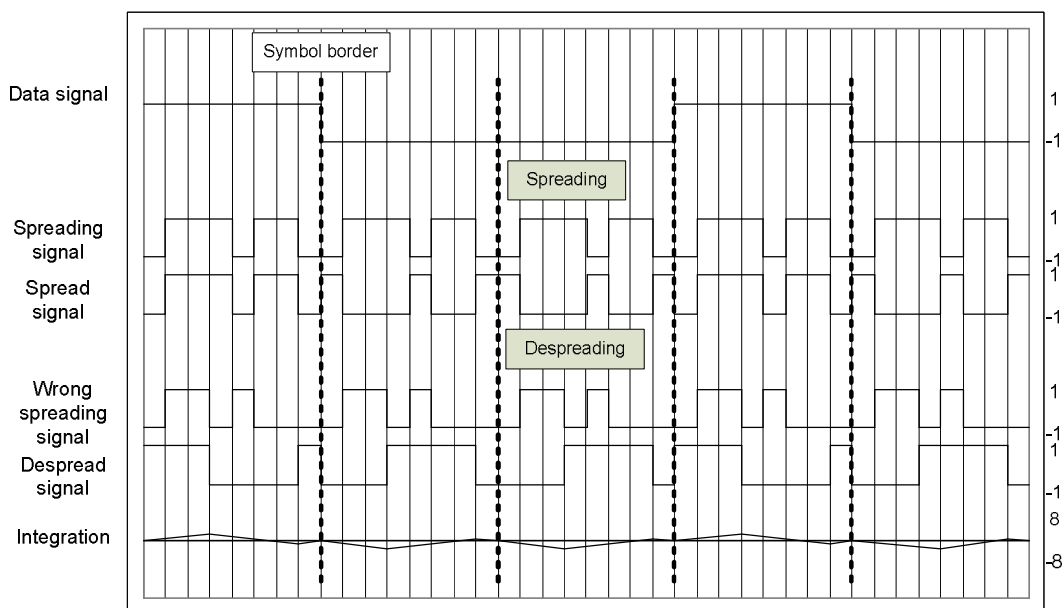 Symbol border
Data signal
1
-1
Spreading
Spreading
signal
1
-1
Spread
signal
1
-1
Despreading
Wrong
spreading
signal
1
-1
Despread
signal
1
-1
Integration
8
-8